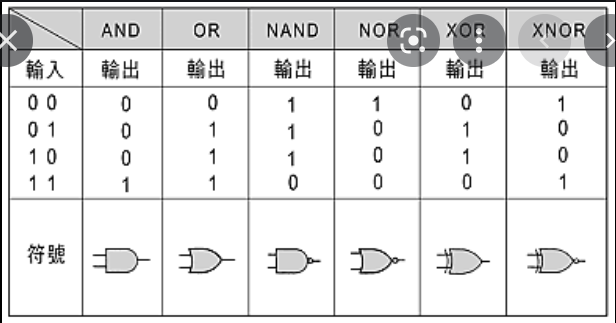 AND OR NAND NOR XOR XNOR
輸入 輸出 輸出 輸出 輸出 輸出 輸出
0 0 0 0 1 1 0 1
0 1 0 1 1 0 1 0
1 0 0 1 1 0 1 0
1 1 1 1 0 0 0 1
符號